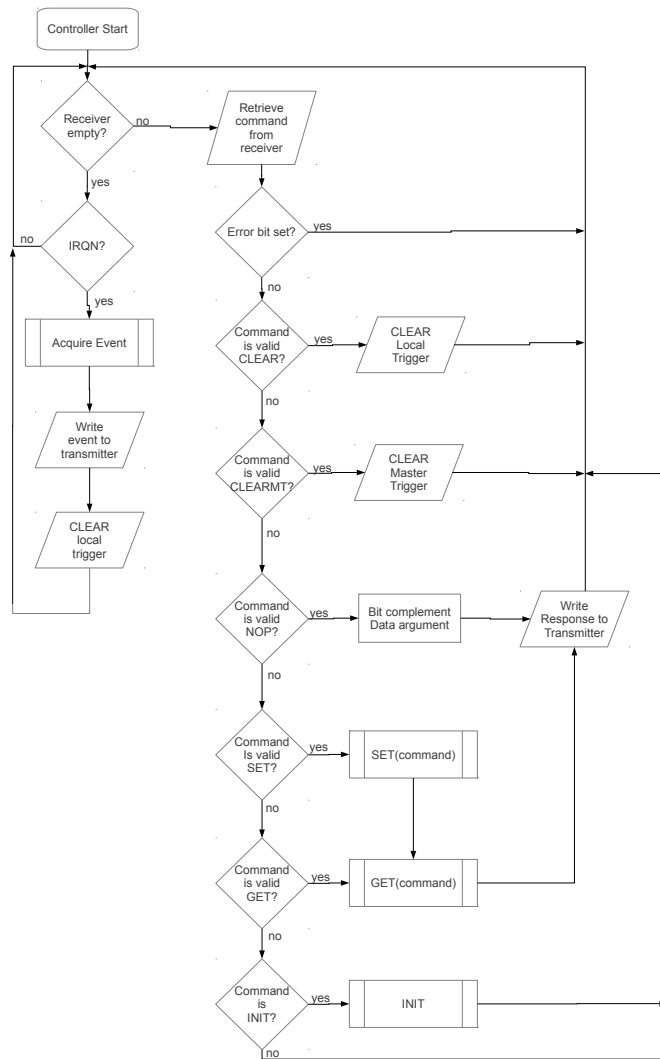 Controller Start
Receiver
empty?
no
Retrieve
command
from
receiver
yes
no
IRQN?
Error bit set?
yes
yes
no
Acquire Event
Command
is valid
CLEAR?
yes
CLEAR
Local
Trigger
no
Write
event to
transmitter
Command
is valid
CLEARMT?
yes
CLEAR
Master
Trigger
CLEAR
local
trigger
no
Command
is valid
NOP?
yes
Bit complement
Data argument
Write
Response to
Transmitter
no
Command
Is valid
SET?
yes
SET(command)
no
Command
is valid
GET?
yes
GET(command)
no
Command
is
INIT?
yes
INIT
no